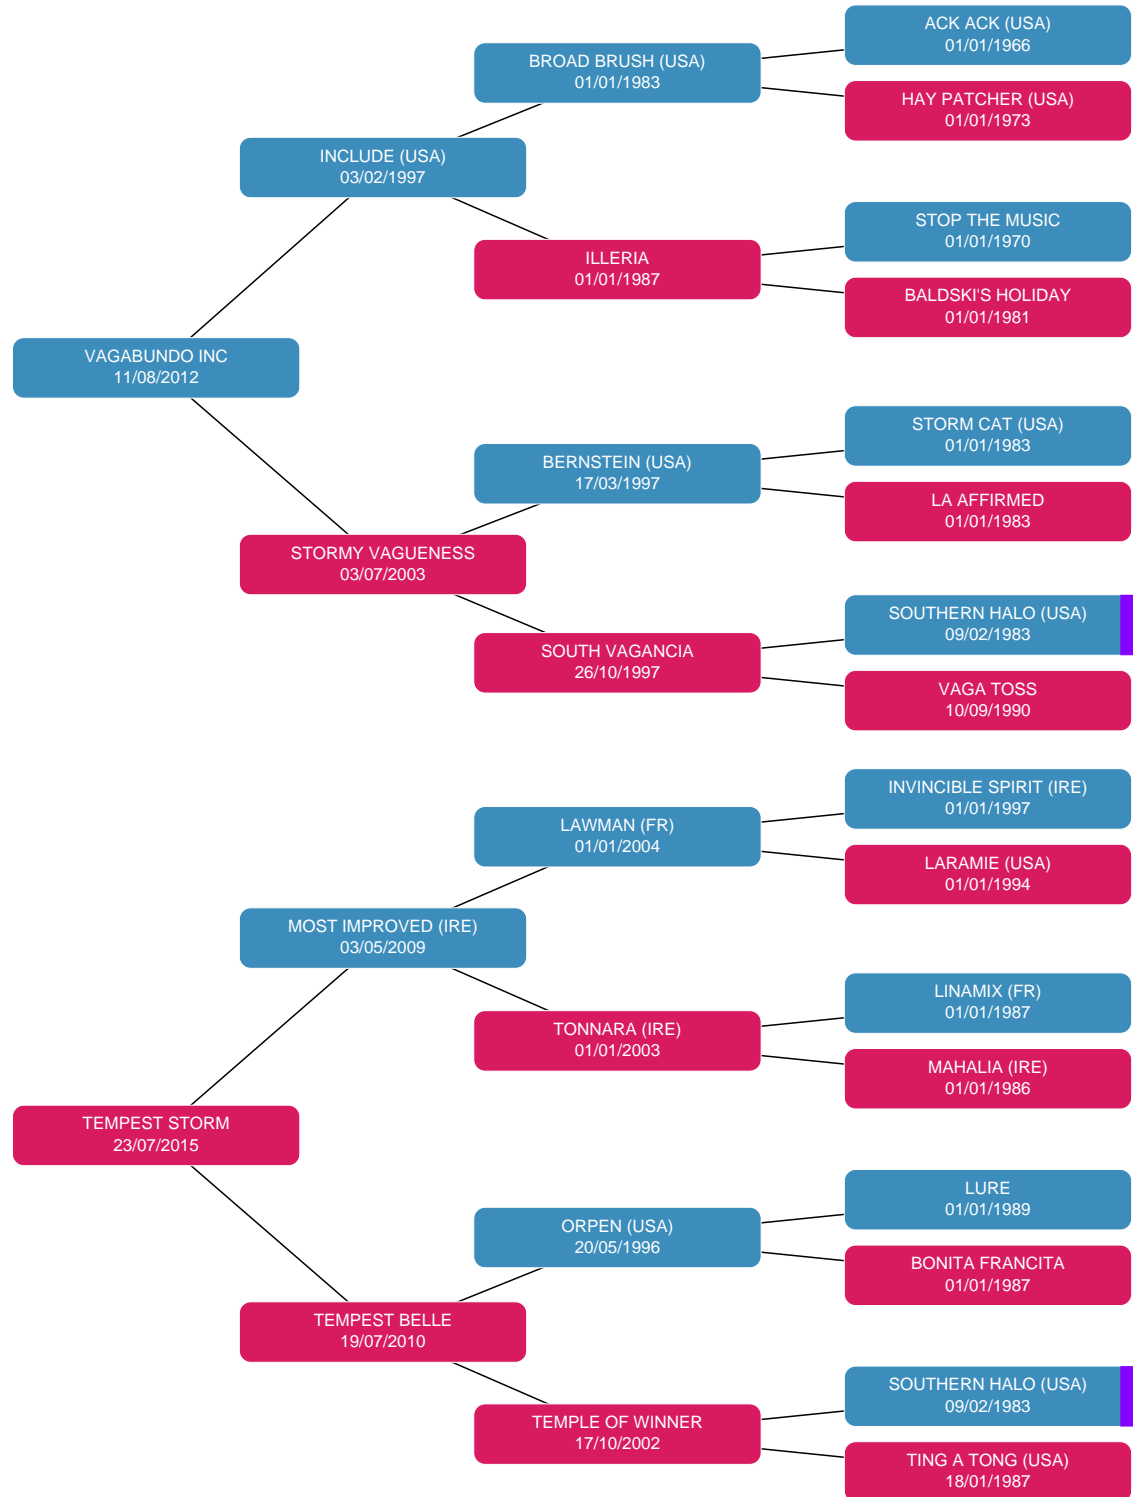 ACK ACK (USA)
01/01/1966
BROAD BRUSH (USA)
01/01/1983
HAY PATCHER (USA)
01/01/1973
INCLUDE (USA)
03/02/1997
STOP THE MUSIC
01/01/1970
ILLERIA
01/01/1987
BALDSKI'S HOLIDAY
01/01/1981
VAGABUNDO INC
11/08/2012
STORM CAT (USA)
01/01/1983
BERNSTEIN (USA)
17/03/1997
LA AFFIRMED
01/01/1983
STORMY VAGUENESS
03/07/2003
SOUTHERN HALO (USA)
09/02/1983
SOUTH VAGANCIA
26/10/1997
VAGA TOSS
10/09/1990
INVINCIBLE SPIRIT (IRE)
01/01/1997
LAWMAN (FR)
01/01/2004
LARAMIE (USA)
01/01/1994
MOST IMPROVED (IRE)
03/05/2009
LINAMIX (FR)
01/01/1987
TONNARA (IRE)
01/01/2003
MAHALIA (IRE)
01/01/1986
TEMPEST STORM
23/07/2015
LURE
01/01/1989
ORPEN (USA)
20/05/1996
BONITA FRANCITA
01/01/1987
TEMPEST BELLE
19/07/2010
SOUTHERN HALO (USA)
09/02/1983
TEMPLE OF WINNER
17/10/2002
TING A TONG (USA)
18/01/1987